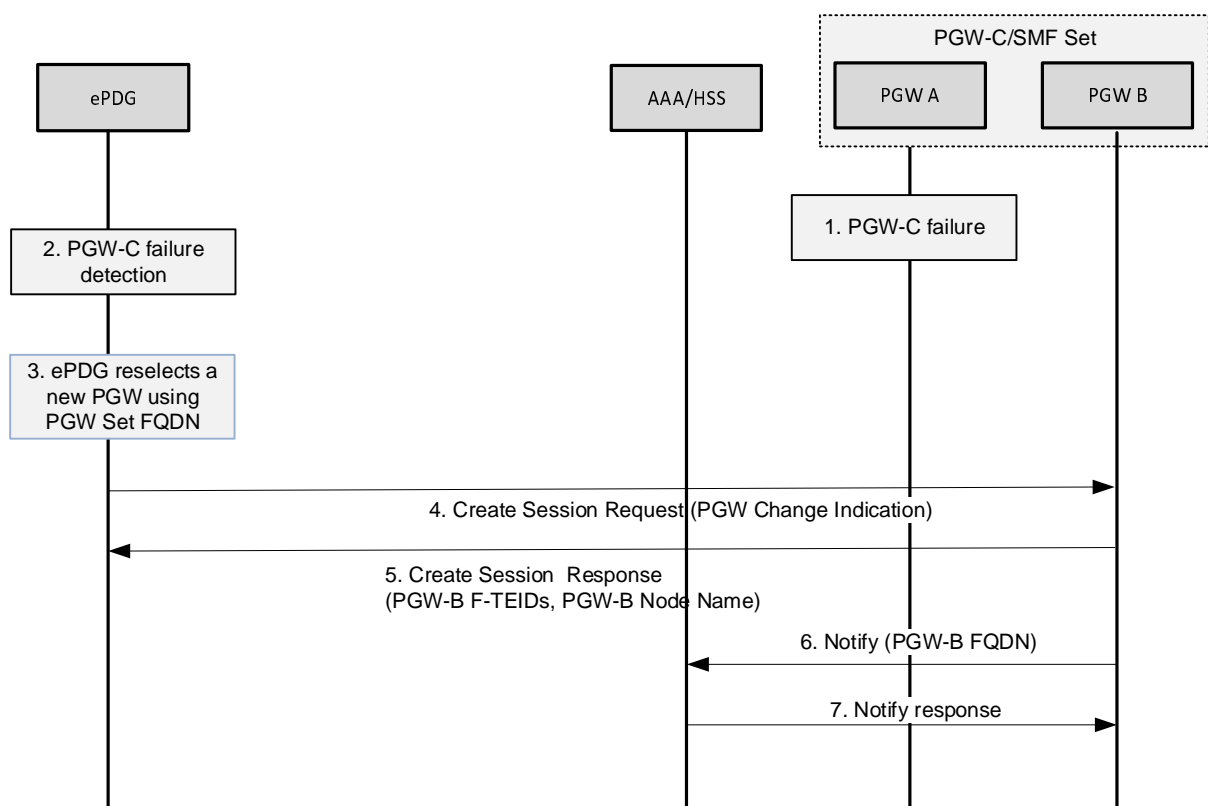 PGW-C/SMF Set
ePDG
AAA/HSS
PGW A
PGW B
1. PGW-C failure
2. PGW-C failure
detection
3. ePDG reselects a
new PGW using
PGW Set FQDN
4. Create Session Request (PGW Change Indication)
5. Create Session Response
(PGW-B F-TEIDs, PGW-B Node Name)
6. Notify (PGW-B FQDN)
7. Notify response